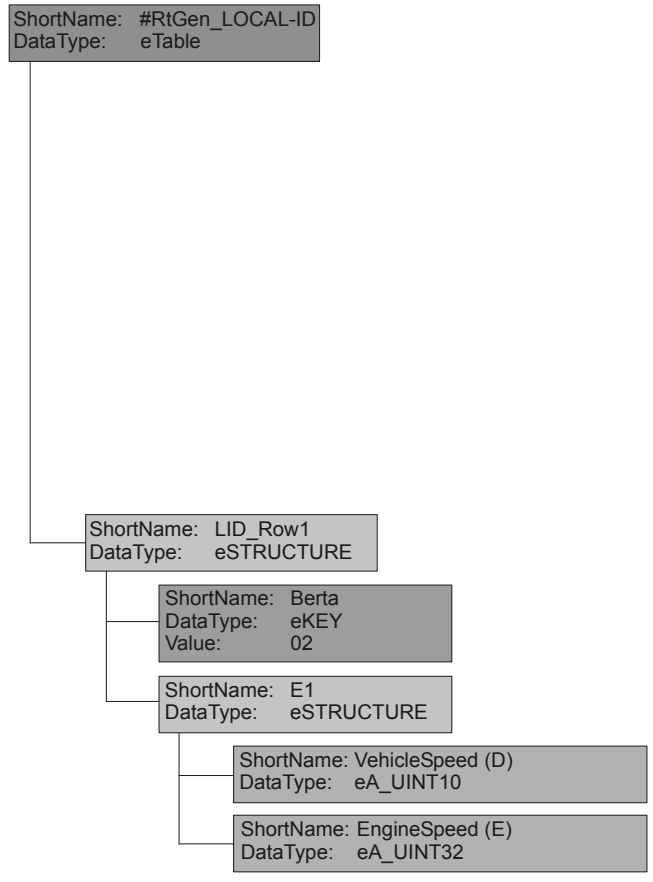 ShortName: #RtGen_LOCAL-ID
DataType: eTable
ShortName: LID_Row1
DataType: eSTRUCTURE
ShortName: Berta
DataType: eKEY
Value: 02
ShortName: E1
DataType: eSTRUCTURE
ShortName: VehicleSpeed (D)
DataType: eA_UINT10
ShortName: EngineSpeed (E)
DataType: eA_UINT32